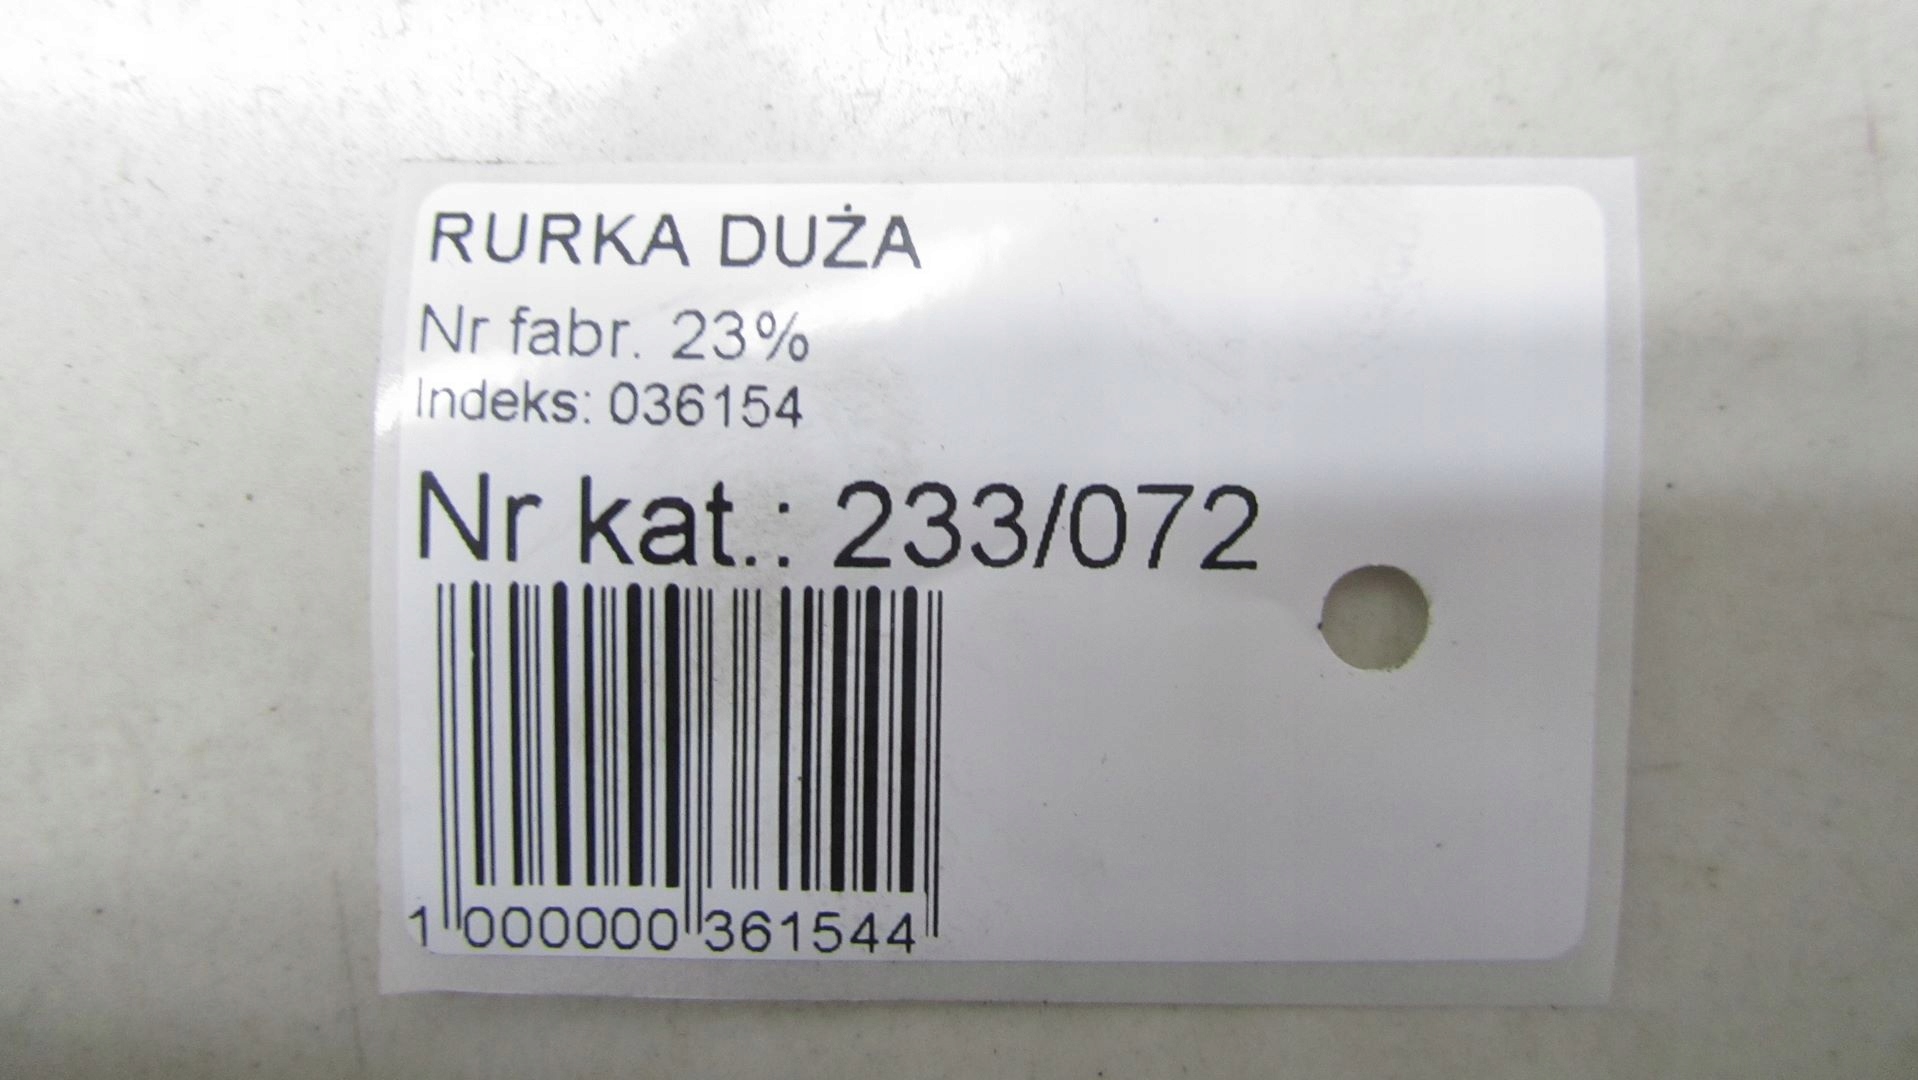 RURKA DUŻA
Nr fabr. 23%
Indeks: 036154
Nr kat.: 233/072
1 000000 361544